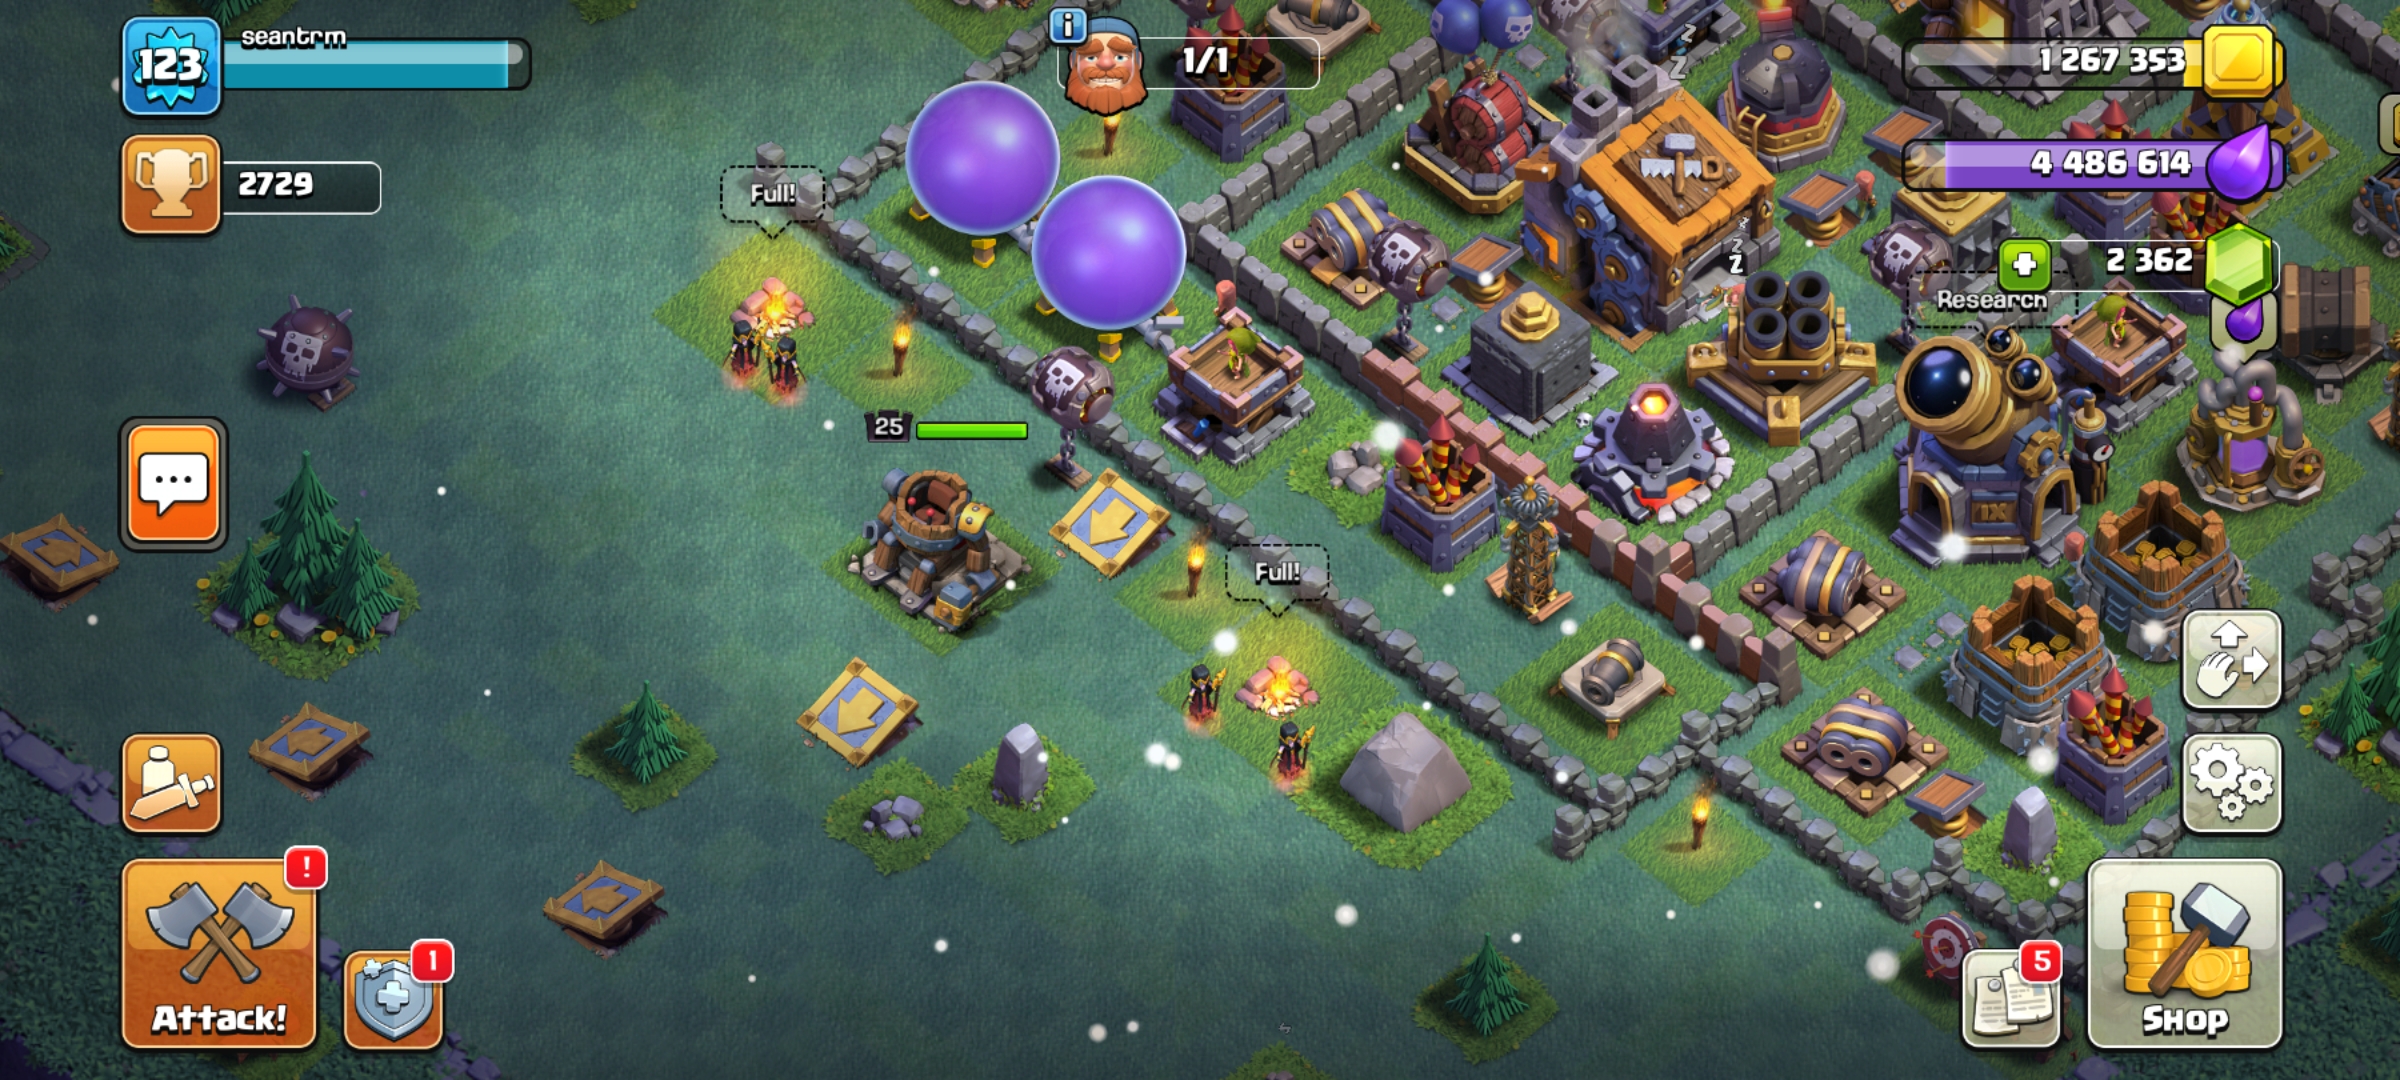 123
seantrm
1/1
1 267 353
2729
Full!
4 486 614
2 362
Research
25
Full!
IX
z
z
z
z
z
!
Attack!
1
5
Shop